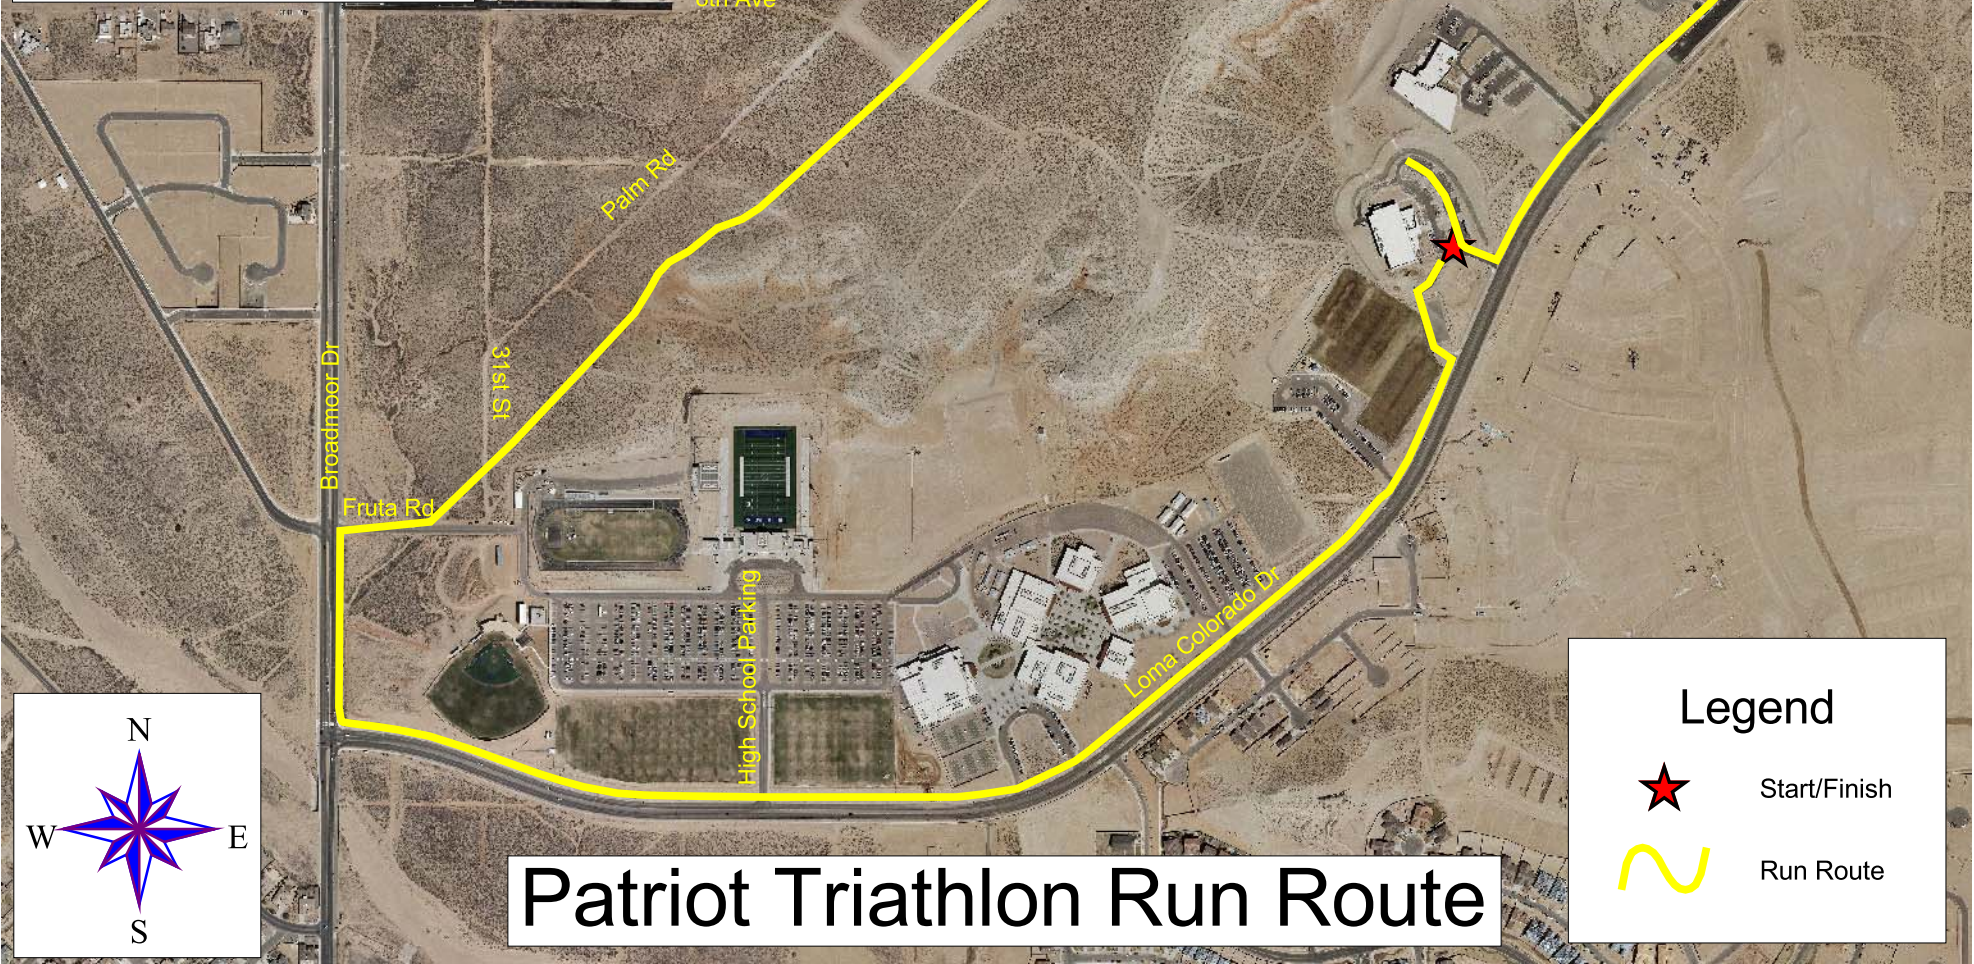 Palm Rd
31st St
Broadmoor Dr
Fruta Rd
High School Parking
Loma Colorado Dr
Legend
Start/Finish
Run Route
N
W
E
S
Patriot Triathlon Run Route